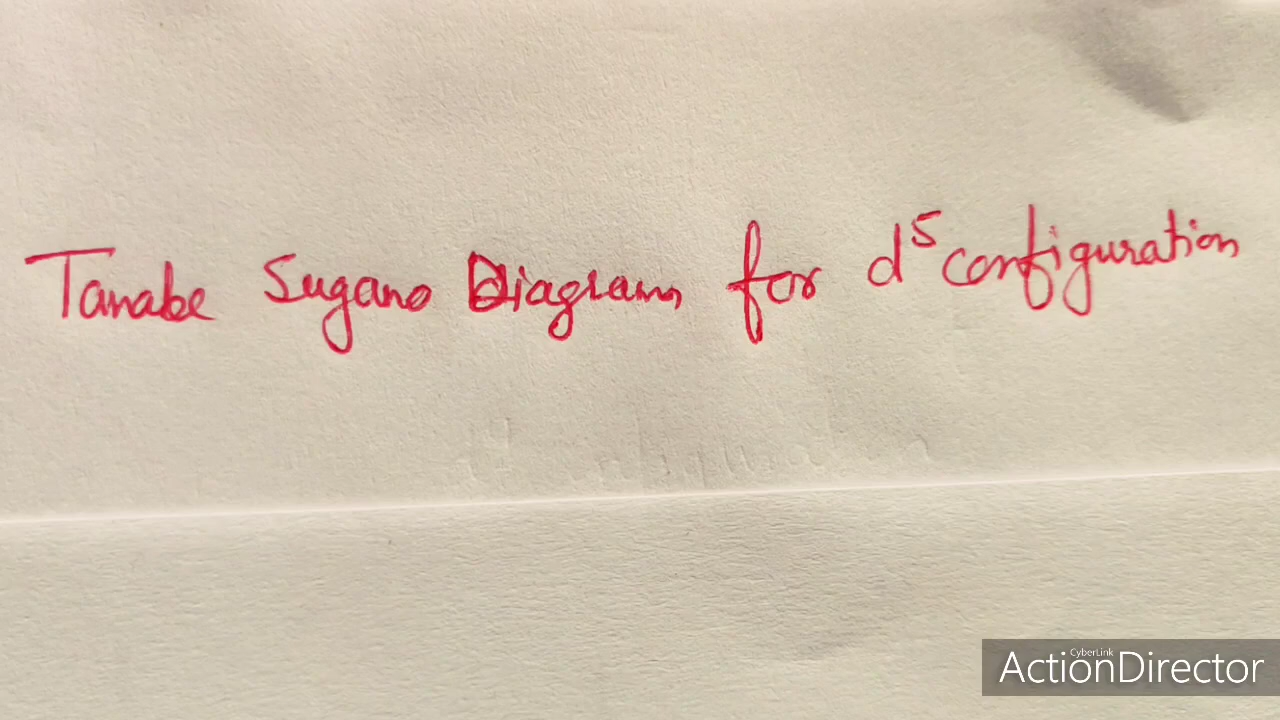 Tanabe Sugano Diagram for d⁵ configuration
CyberLink
ActionDirector